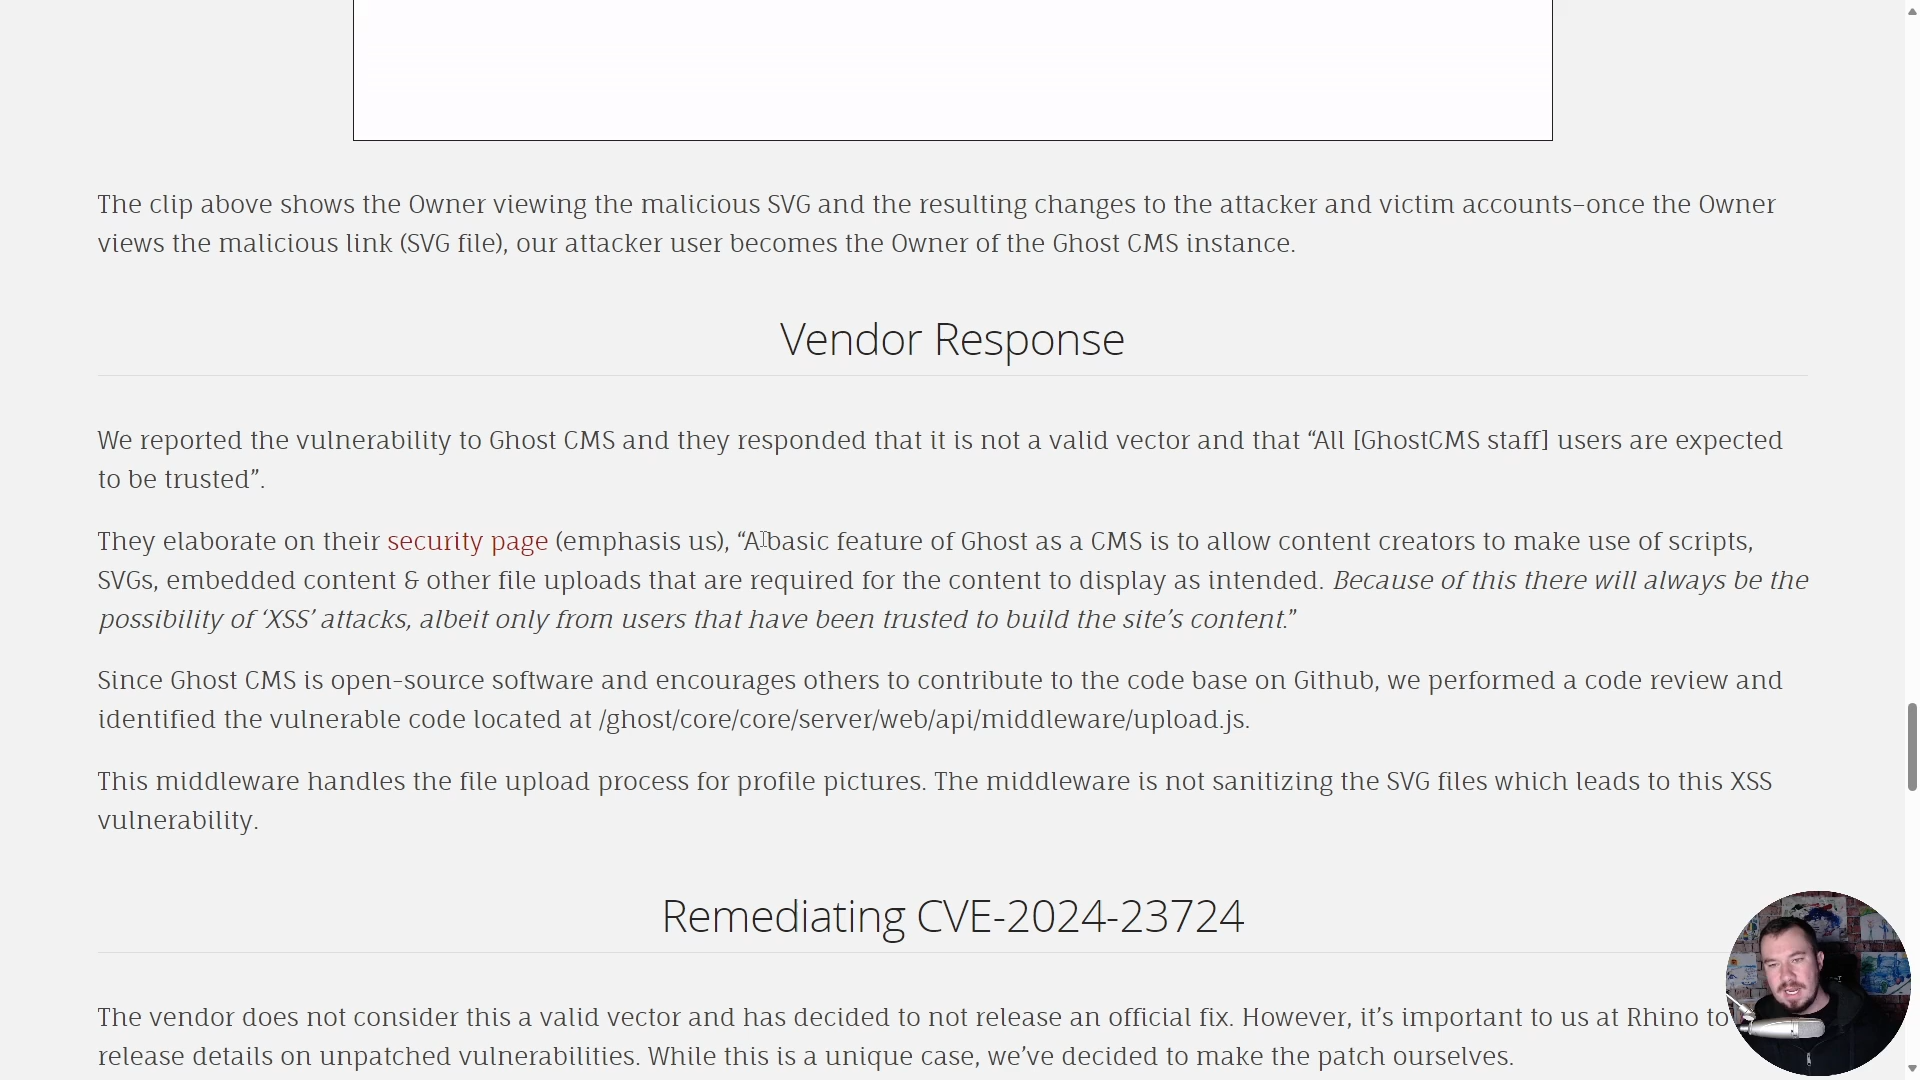 The clip above shows the Owner viewing the malicious SVG and the resulting changes to the attacker and victim accounts–once the Owner
views the malicious link (SVG file), our attacker user becomes the Owner of the Ghost CMS instance.
Vendor Response
We reported the vulnerability to Ghost CMS and they responded that it is not a valid vector and that “All [GhostCMS staff] users are expected
to be trusted”.
They elaborate on their security page (emphasis us), “A basic feature of Ghost as a CMS is to allow content creators to make use of scripts,
SVGs, embedded content & other file uploads that are required for the content to display as intended. Because of this there will always be the
possibility of ‘XSS’ attacks, albeit only from users that have been trusted to build the site’s content.”
Since Ghost CMS is open-source software and encourages others to contribute to the code base on Github, we performed a code review and
identified the vulnerable code located at /ghost/core/core/server/web/api/middleware/upload.js.
This middleware handles the file upload process for profile pictures. The middleware is not sanitizing the SVG files which leads to this XSS
vulnerability.
Remediating CVE-2024-23724
The vendor does not consider this a valid vector and has decided to not release an official fix. However, it’s important to us at Rhino to
release details on unpatched vulnerabilities. While this is a unique case, we’ve decided to make the patch ourselves.